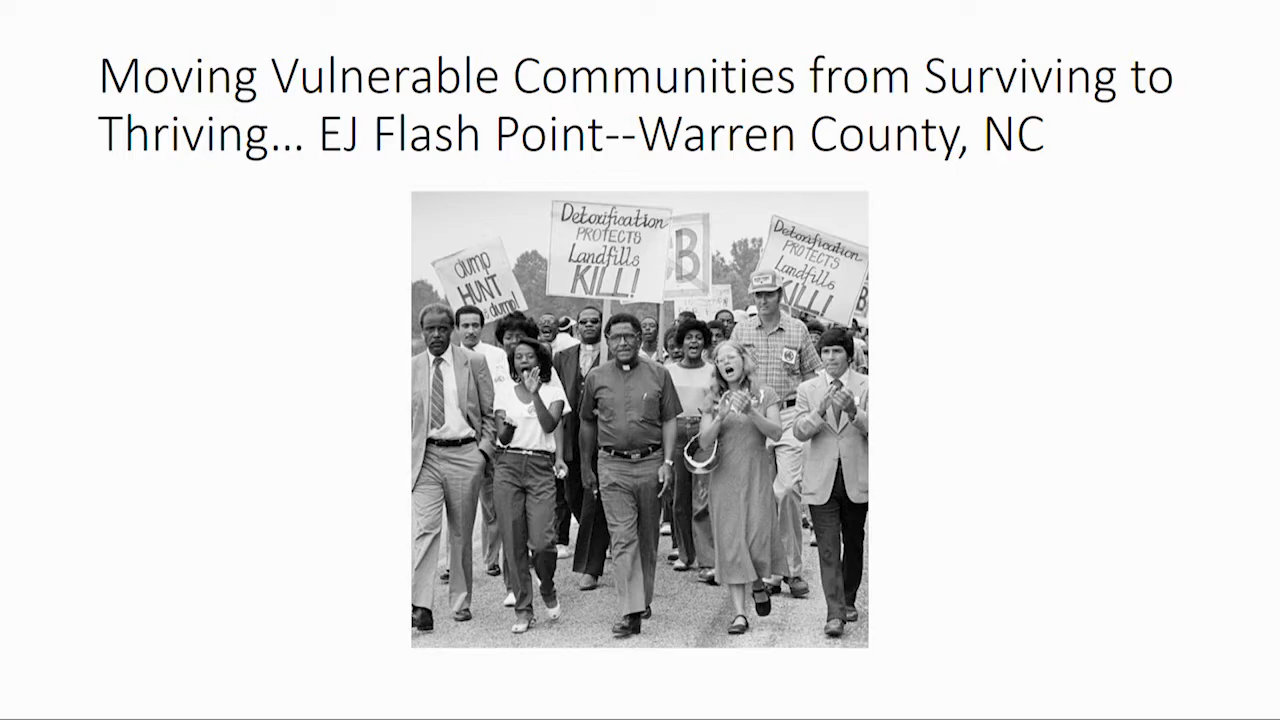 Moving Vulnerable Communities from Surviving to
Thriving... EJ Flash Point--Warren County, NC
Detoxification
PROTECTS
Landfills
KILL!
B
dump
HUNT
dump!
Detoxification
PROTECTS
Landfills
KILL!
B